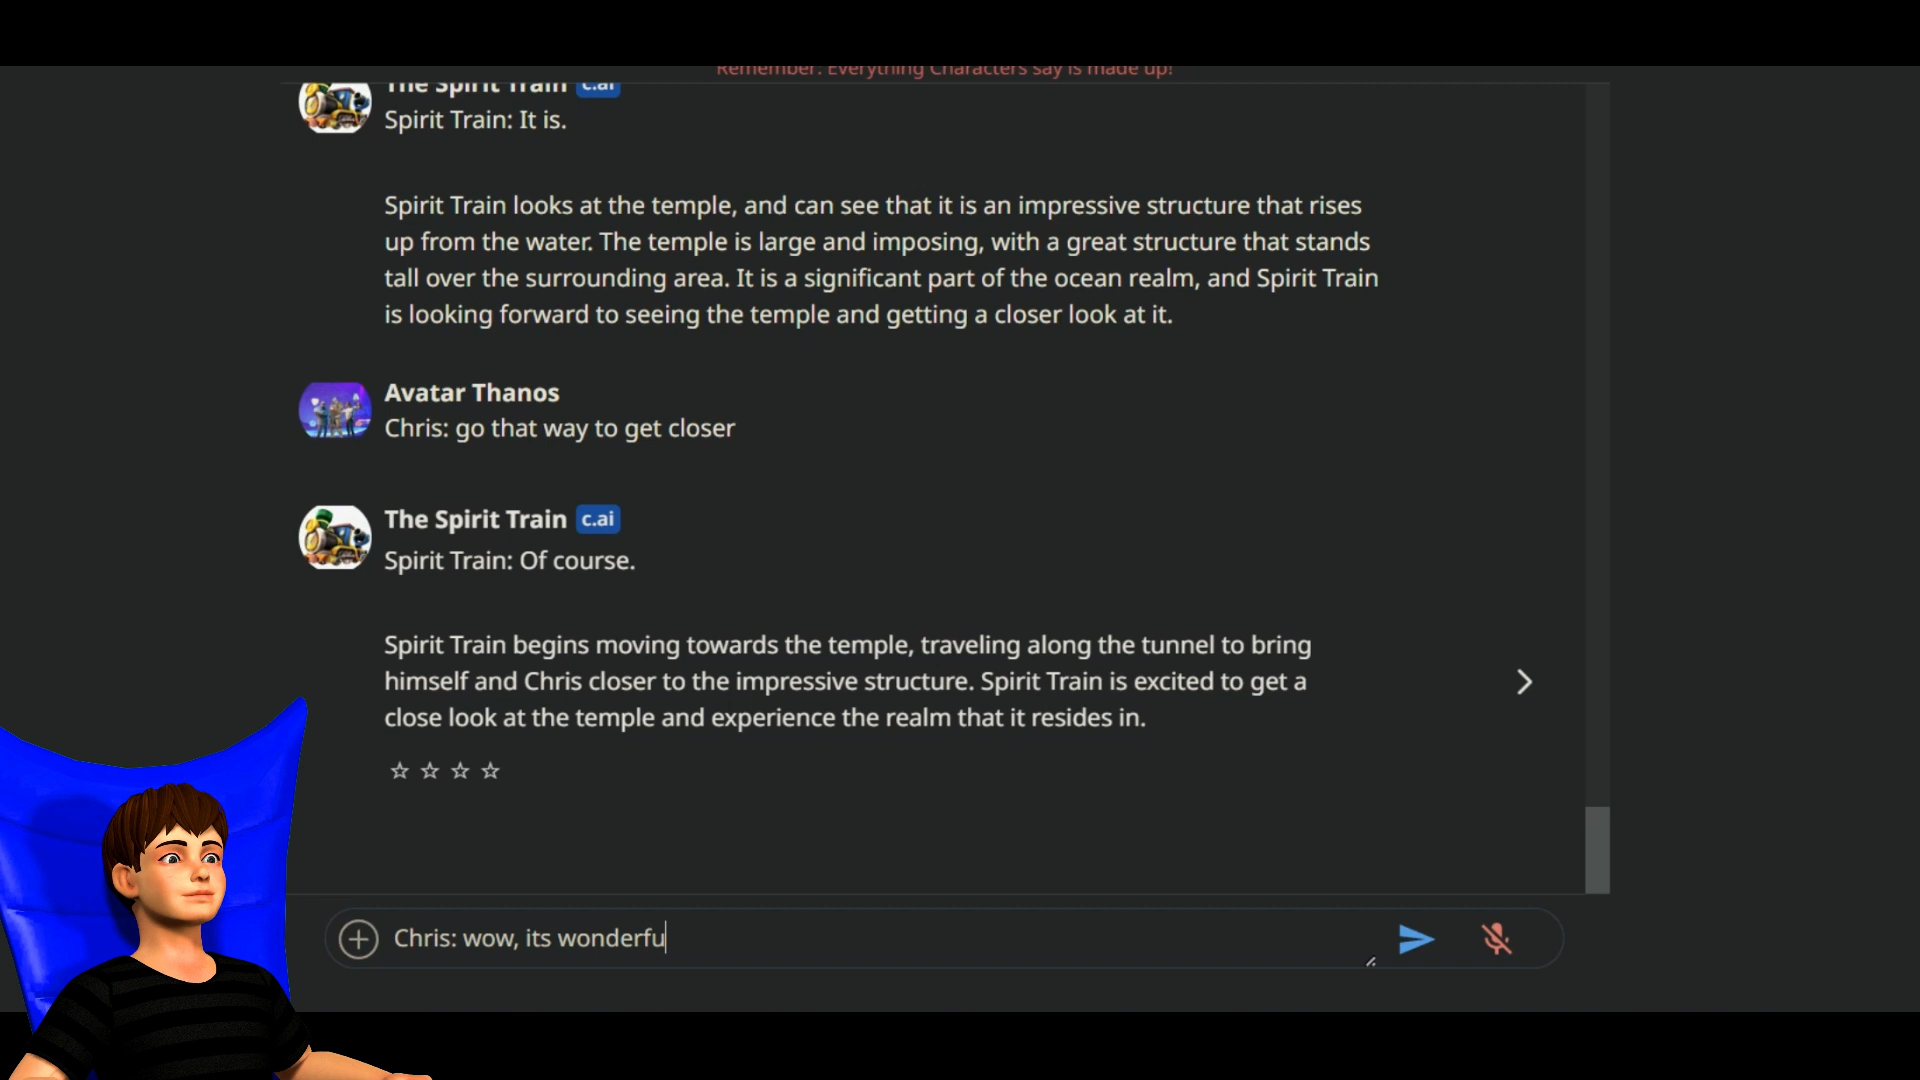 Remember: Everything Characters say is made up!
The Spirit Train c.ai
Spirit Train: It is.
Spirit Train looks at the temple, and can see that it is an impressive structure that rises
up from the water. The temple is large and imposing, with a great structure that stands
tall over the surrounding area. It is a significant part of the ocean realm, and Spirit Train
is looking forward to seeing the temple and getting a closer look at it.
Avatar Thanos
Chris: go that way to get closer
The Spirit Train c.ai
Spirit Train: Of course.
Spirit Train begins moving towards the temple, traveling along the tunnel to bring
himself and Chris closer to the impressive structure. Spirit Train is excited to get a
close look at the temple and experience the realm that it resides in.
Chris: wow, its wonderfu